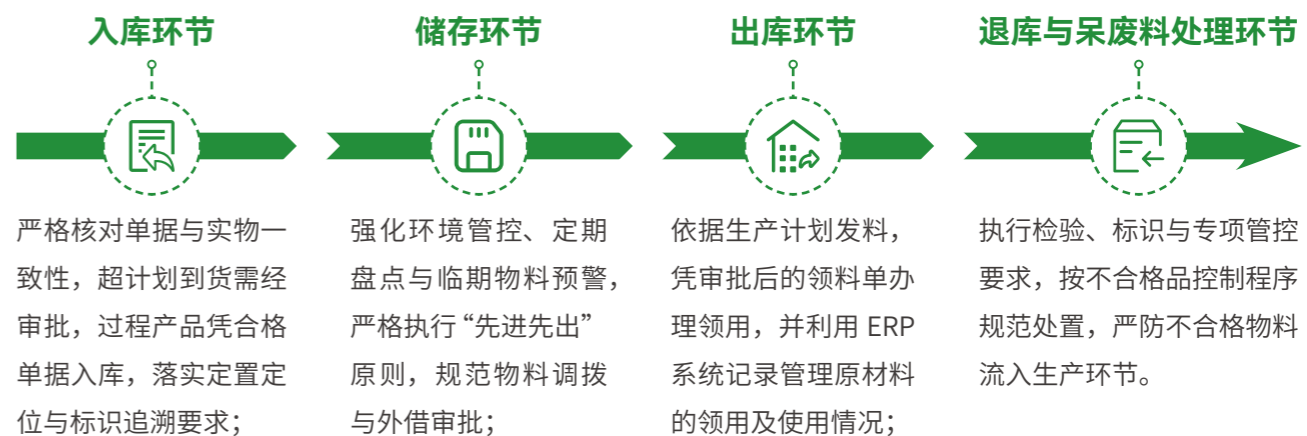 入库环节
严格核对单据与实物一
致性，超计划到货需经
审批，过程产品凭合格
单据入库，落实定置定
位与标识追溯要求；
储存环节
强化环境管控、定期
盘点与临期物料预警，
严格执行“先进先出”
原则，规范物料调拨
与外借审批；
出库环节
依据生产计划发料，
凭审批后的领料单办
理领用，并利用 ERP
系统记录管理原材料
的领用及使用情况；
退库与呆废料处理环节
执行检验、标识与专项管控
要求，按不合格品控制程序
规范处置，严防不合格物料
流入生产环节。